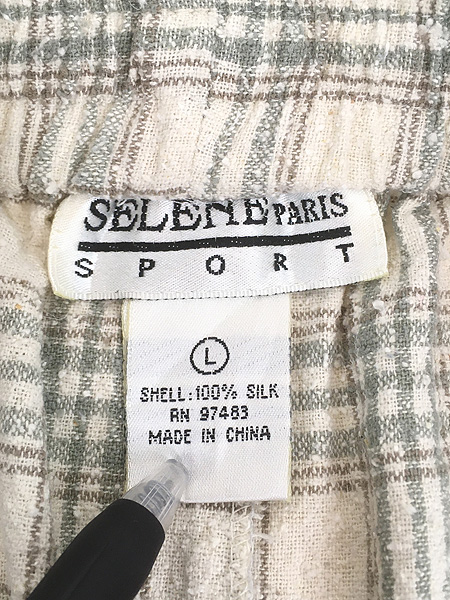 SELENE PARIS
SPORT
L
SHELL:100% SILK
RN 97483
MADE IN CHINA